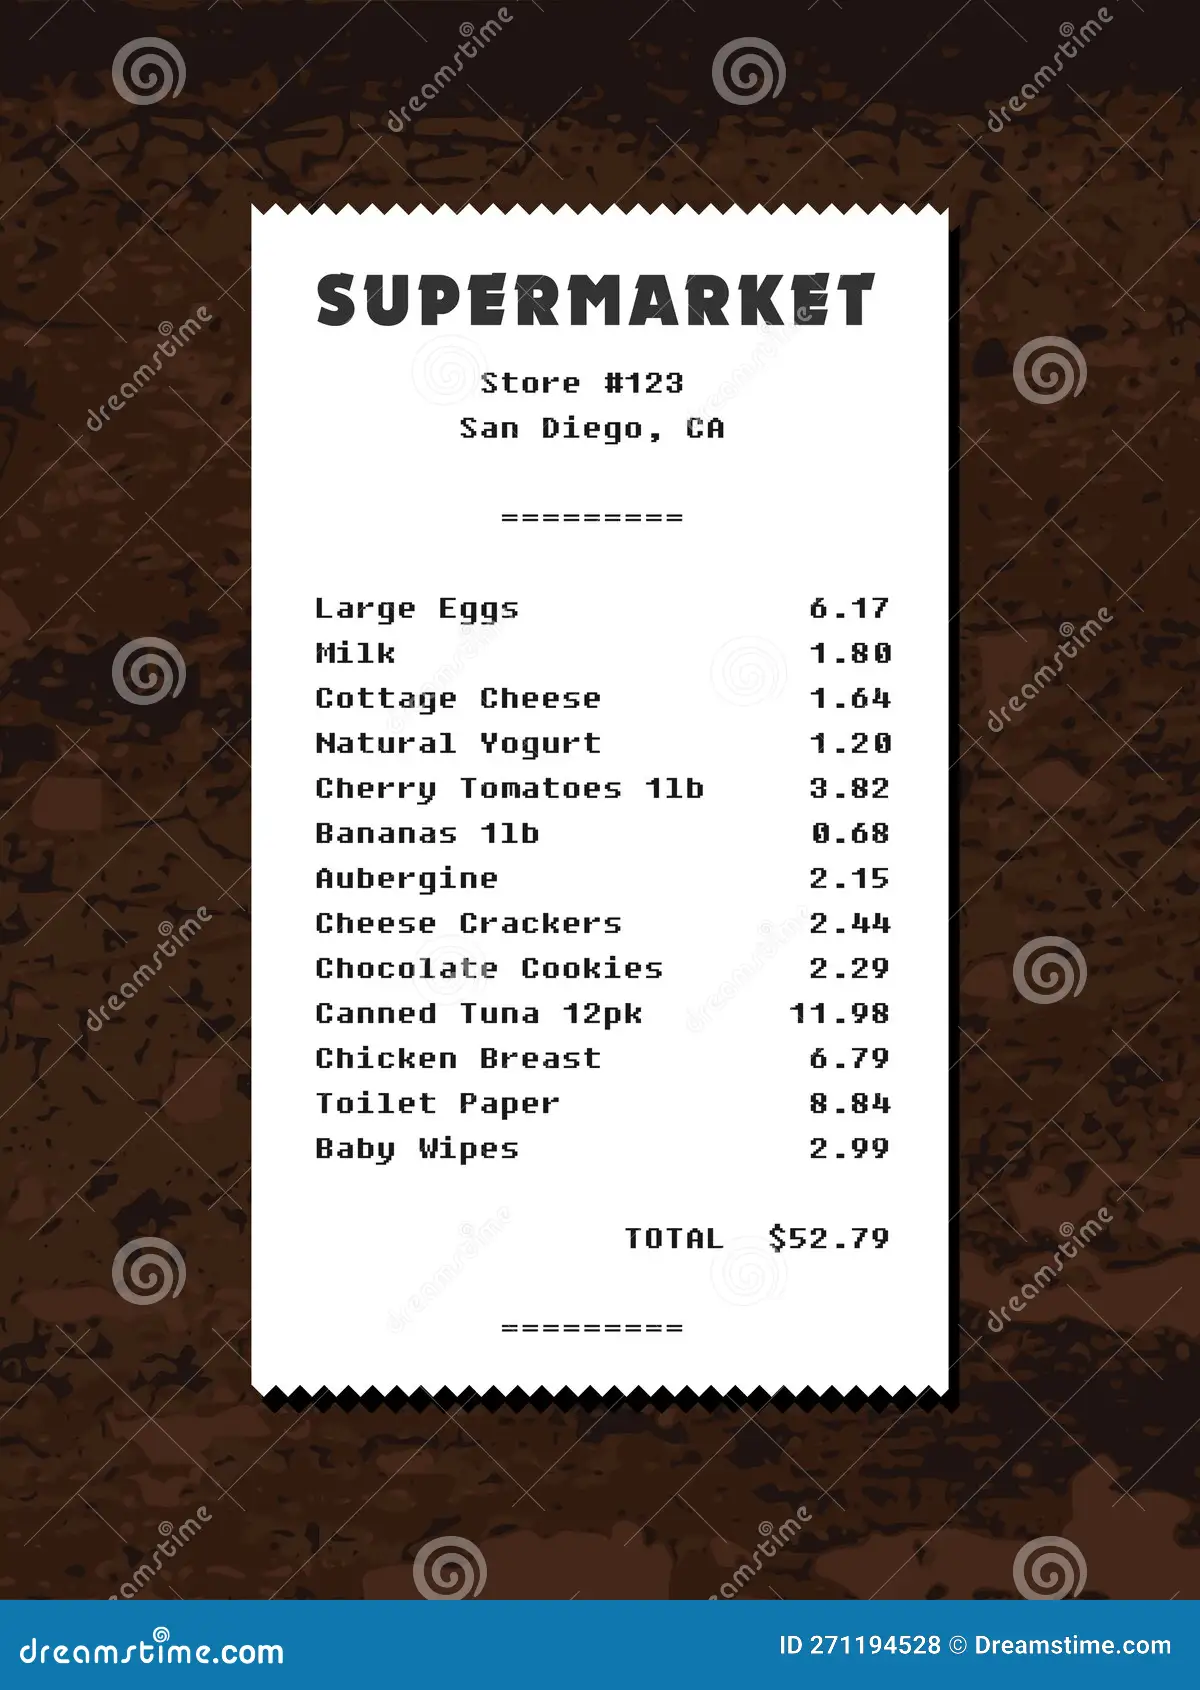 SUPERMARKET
Store #123
San Diego, CA
=========
Large Eggs 6.17
Milk 1.80
Cottage Cheese 1.64
Natural Yogurt 1.20
Cherry Tomatoes 1lb 3.82
Bananas 1lb 0.68
Aubergine 2.15
Cheese Crackers 2.44
Chocolate Cookies 2.29
Canned Tuna 12pk 11.98
Chicken Breast 6.79
Toilet Paper 8.84
Baby Wipes 2.99
TOTAL $52.79
=========
dreamstime.com
ID 271194528 © Dreamstime.com